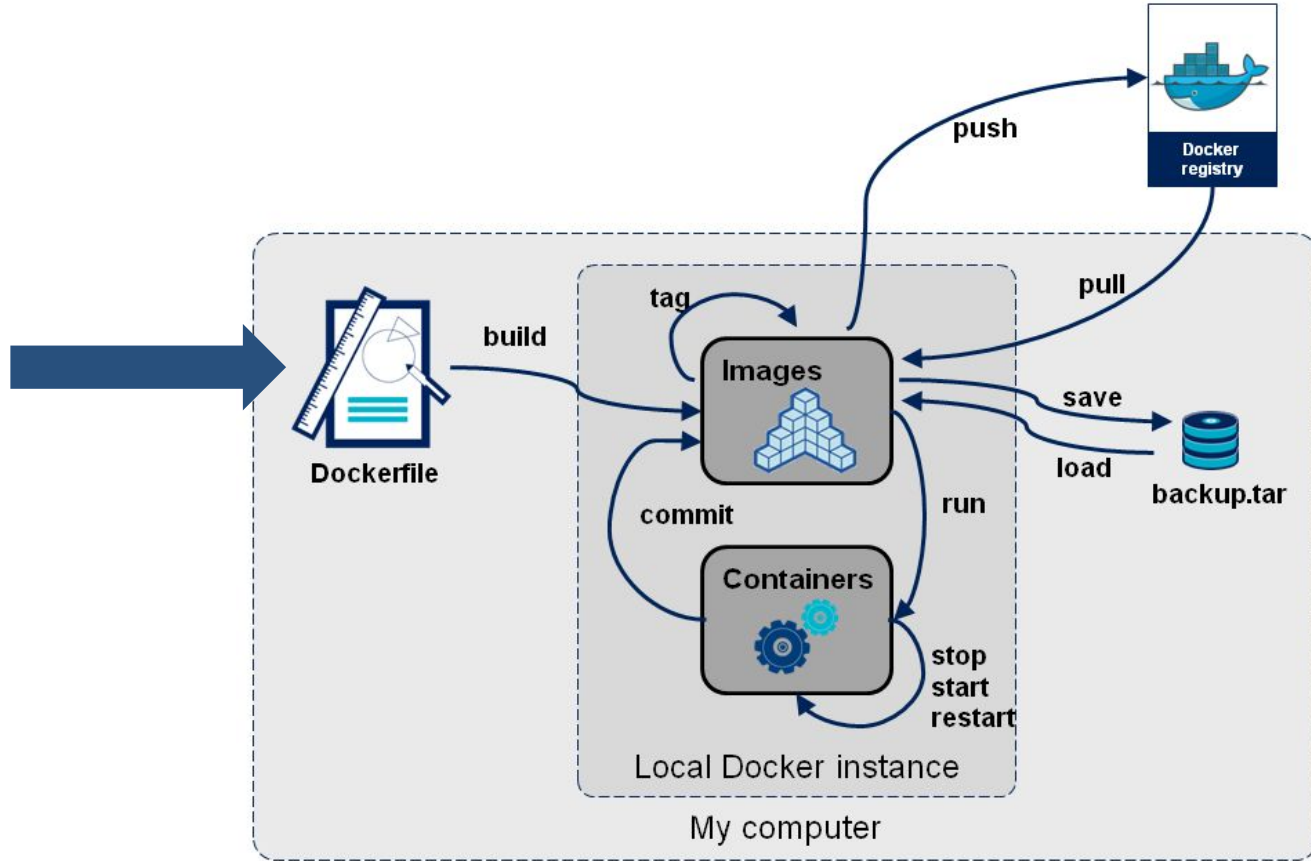 push
Docker
registry
tag
pull
build
Images
save
Dockerfile
load
backup.tar
commit
run
Containers
stop
start
restart
Local Docker instance
My computer